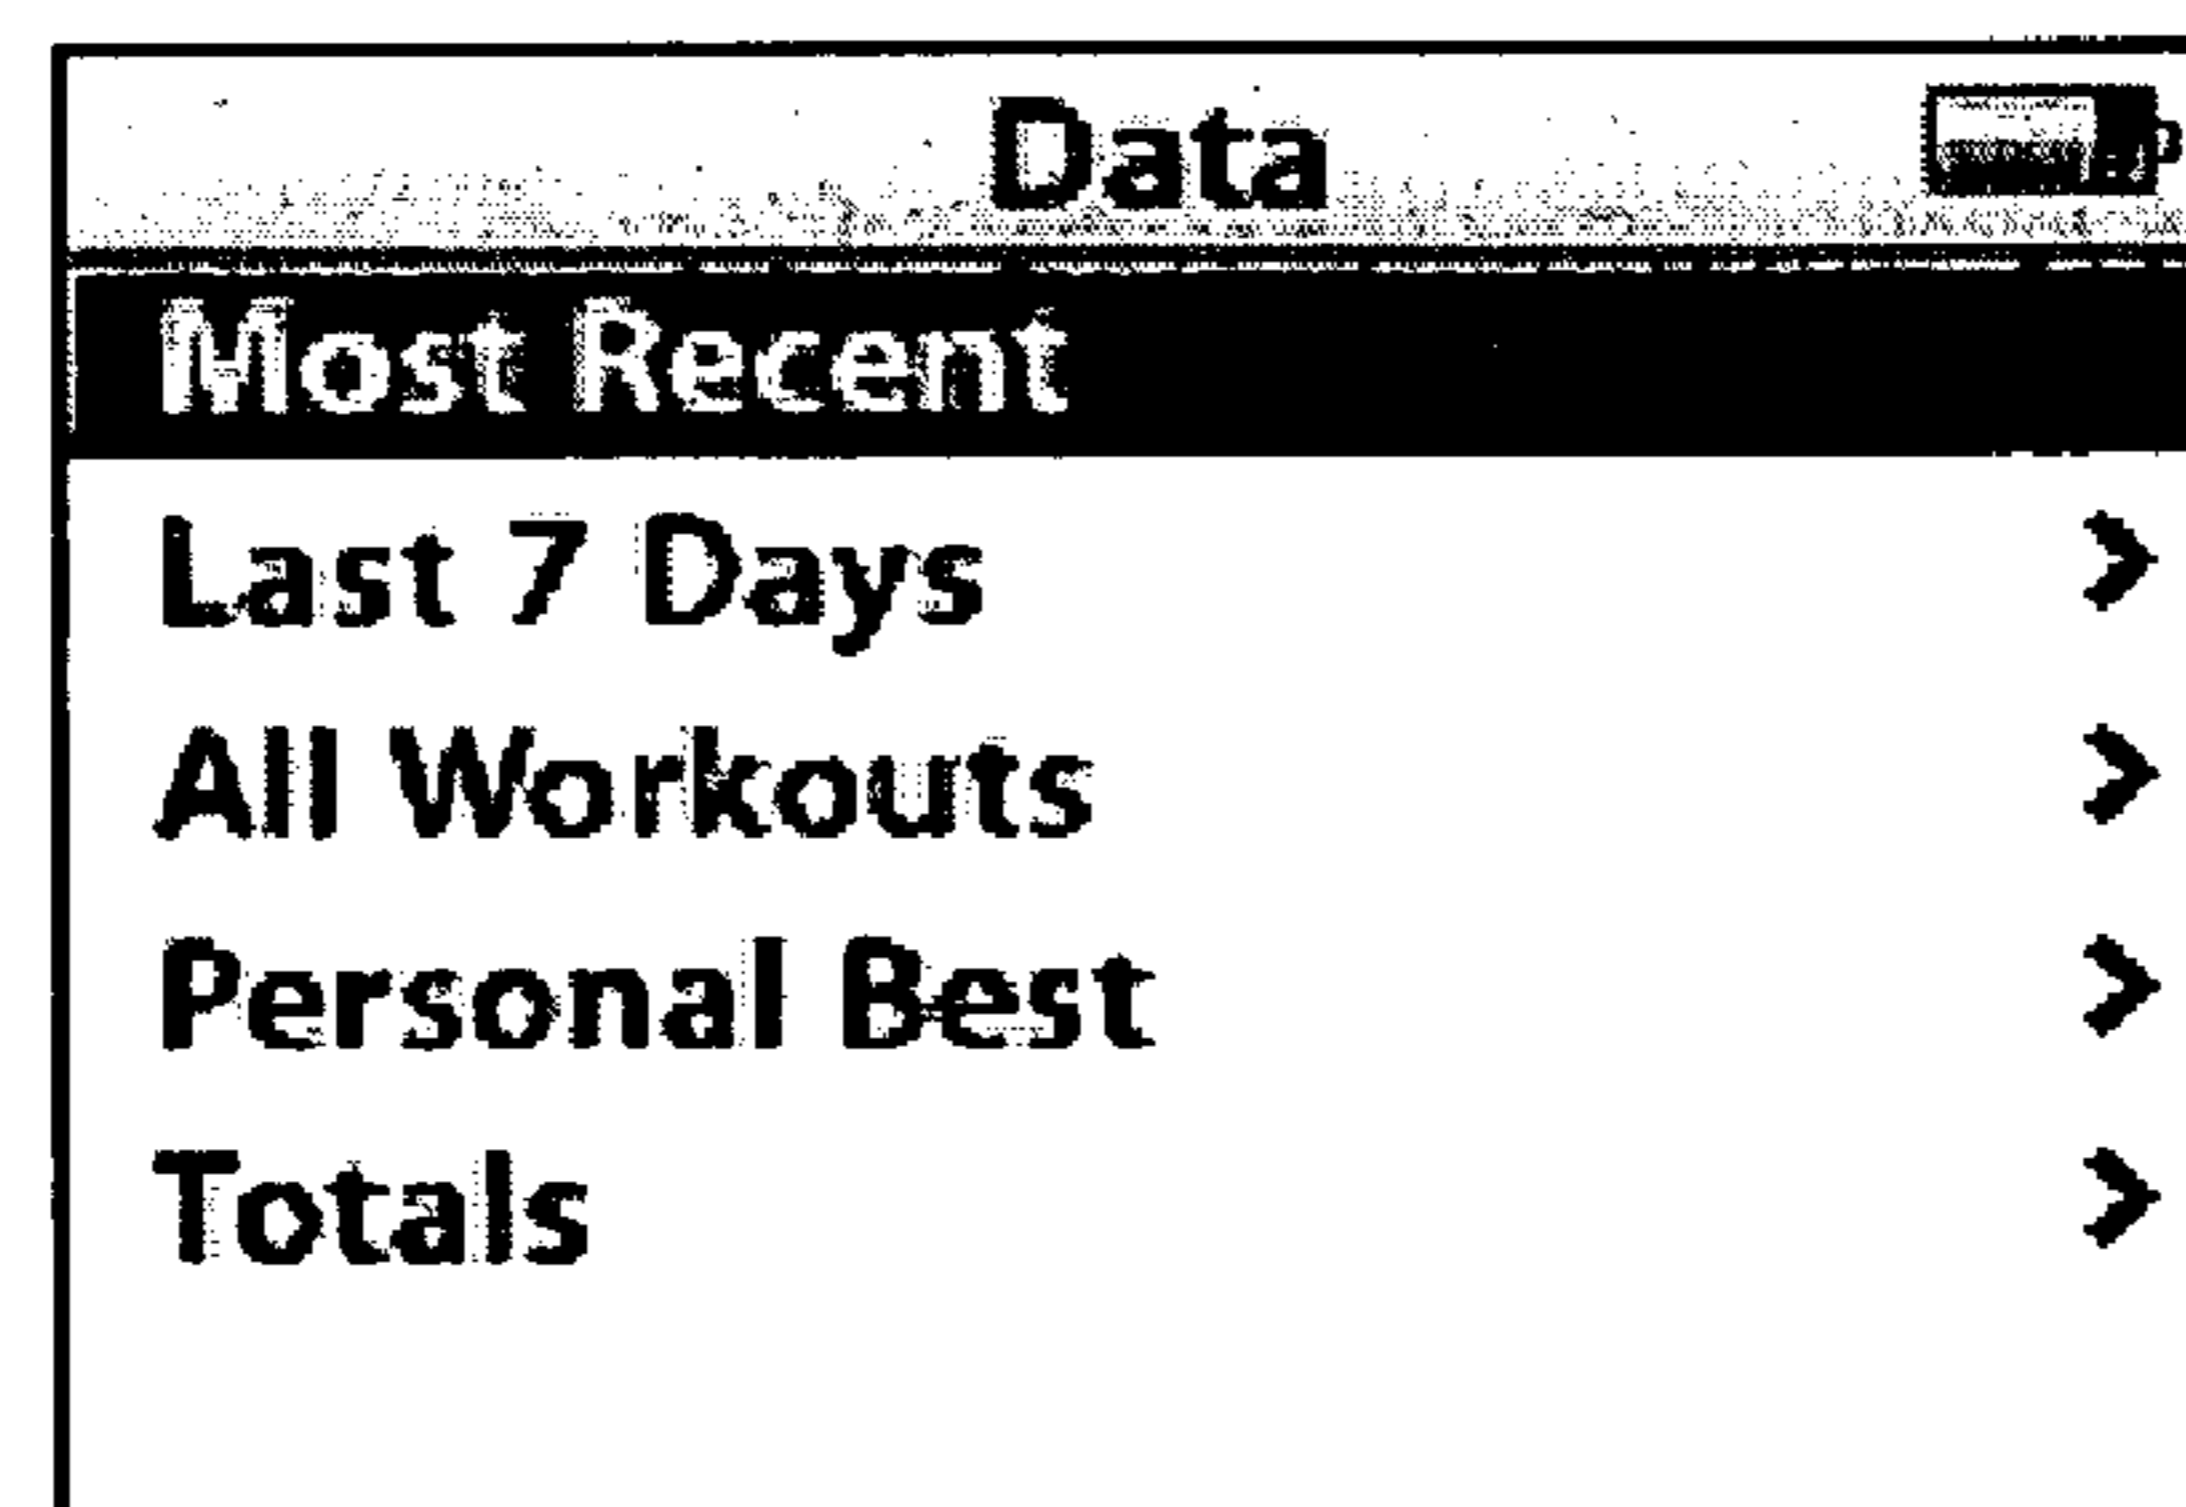 Data
Most Recent
Last 7 Days >
All Workouts >
Personal Best >
Totals >